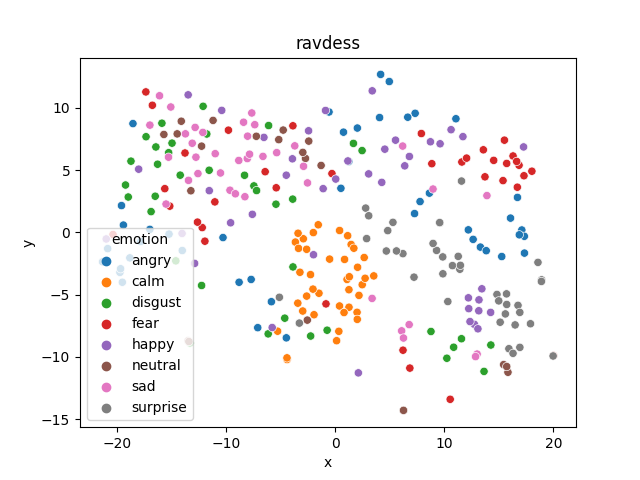 ravdess
y
10
5
0
−5
−10
−15
emotion
angry
calm
disgust
fear
happy
neutral
sad
surprise
−20
−10
0
10
20
x